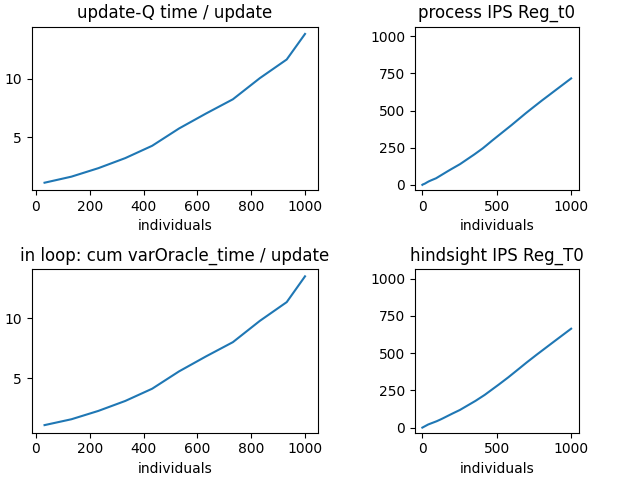 update-Q time / update
10
5
0 200 400 600 800 1000
individuals
process IPS Reg_t0
1000
750
500
250
0
0 500 1000
individuals
in loop: cum varOracle_time / update
10
5
0 200 400 600 800 1000
individuals
hindsight IPS Reg_T0
1000
750
500
250
0
0 500 1000
individuals